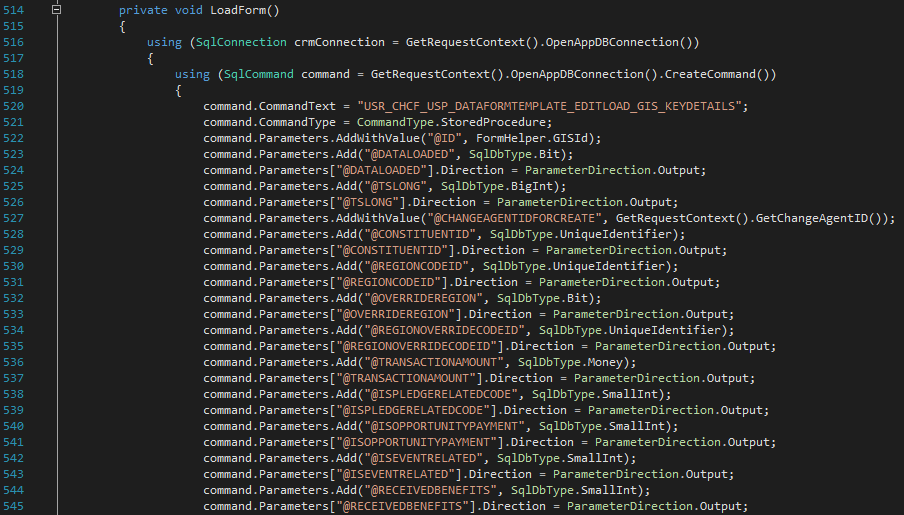 514 private void LoadForm()
515 {
516 using (SqlConnection crmConnection = GetRequestContext().OpenAppDBConnection())
517 {
518 using (SqlCommand command = GetRequestContext().OpenAppDBConnection().CreateCommand())
519 {
520 command.CommandText = "USR_CHCF_USP_DATAFORMTEMPLATE_EDITLOAD_GIS_KEYDETAILS";
521 command.CommandType = CommandType.StoredProcedure;
522 command.Parameters.AddWithValue("@ID", FormHelper.GISId);
523 command.Parameters.Add("@DATALOADED", SqlDbType.Bit);
524 command.Parameters["@DATALOADED"].Direction = ParameterDirection.Output;
525 command.Parameters.Add("@TSLONG", SqlDbType.BigInt);
526 command.Parameters["@TSLONG"].Direction = ParameterDirection.Output;
527 command.Parameters.AddWithValue("@CHANGEAGENTIDFORCREATE", GetRequestContext().GetChangeAgentID());
528 command.Parameters.Add("@CONSTITUENTID", SqlDbType.UniqueIdentifier);
529 command.Parameters["@CONSTITUENTID"].Direction = ParameterDirection.Output;
530 command.Parameters.Add("@REGIONCODEID", SqlDbType.UniqueIdentifier);
531 command.Parameters["@REGIONCODEID"].Direction = ParameterDirection.Output;
532 command.Parameters.Add("@OVERRIDEREGION", SqlDbType.Bit);
533 command.Parameters["@OVERRIDEREGION"].Direction = ParameterDirection.Output;
534 command.Parameters.Add("@REGIONOVERRIDECODEID", SqlDbType.UniqueIdentifier);
535 command.Parameters["@REGIONOVERRIDECODEID"].Direction = ParameterDirection.Output;
536 command.Parameters.Add("@TRANSACTIONAMOUNT", SqlDbType.Money);
537 command.Parameters["@TRANSACTIONAMOUNT"].Direction = ParameterDirection.Output;
538 command.Parameters.Add("@ISPLEDGERELATEDCODE", SqlDbType.SmallInt);
539 command.Parameters["@ISPLEDGERELATEDCODE"].Direction = ParameterDirection.Output;
540 command.Parameters.Add("@ISOPPORTUNITYPAYMENT", SqlDbType.SmallInt);
541 command.Parameters["@ISOPPORTUNITYPAYMENT"].Direction = ParameterDirection.Output;
542 command.Parameters.Add("@ISEVENTRELATED", SqlDbType.SmallInt);
543 command.Parameters["@ISEVENTRELATED"].Direction = ParameterDirection.Output;
544 command.Parameters.Add("@RECEIVEDBENEFITS", SqlDbType.SmallInt);
545 command.Parameters["@RECEIVEDBENEFITS"].Direction = ParameterDirection.Output;